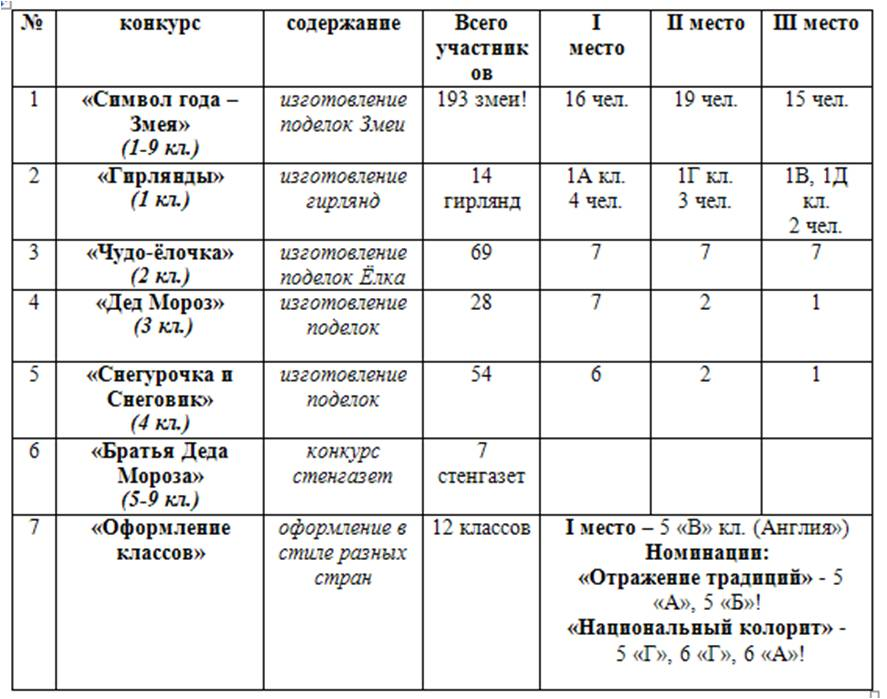 № конкурс содержание Всего участник ов I место II место III место
1 «Символ года – Змея» (1-9 кл.) изготовление поделок Змеи 193 змеи! 16 чел. 19 чел. 15 чел.
2 «Гирлянды» (1 кл.) изготовление гирлянд 14 гирлянд 1А кл. 4 чел. 1Г кл. 3 чел. 1В, 1Д кл. 2 чел.
3 «Чудо-ёлочка» (2 кл.) изготовление поделок Ёлка 69 7 7 7
4 «Дед Мороз» (3 кл.) изготовление поделок 28 7 2 1
5 «Снегурочка и Снеговик» (4 кл.) изготовление поделок 54 6 2 1
6 «Братья Деда Мороза» (5-9 кл.) конкурс стенгазет 7 стенгазет
7 «Оформление классов» оформление в стиле разных стран 12 классов I место – 5 «В» кл. (Англия»)
Номинации:
«Отражение традиций» - 5
«А», 5 «Б»!
«Национальный колорит» -
5 «Г», 6 «Г», 6 «А»!